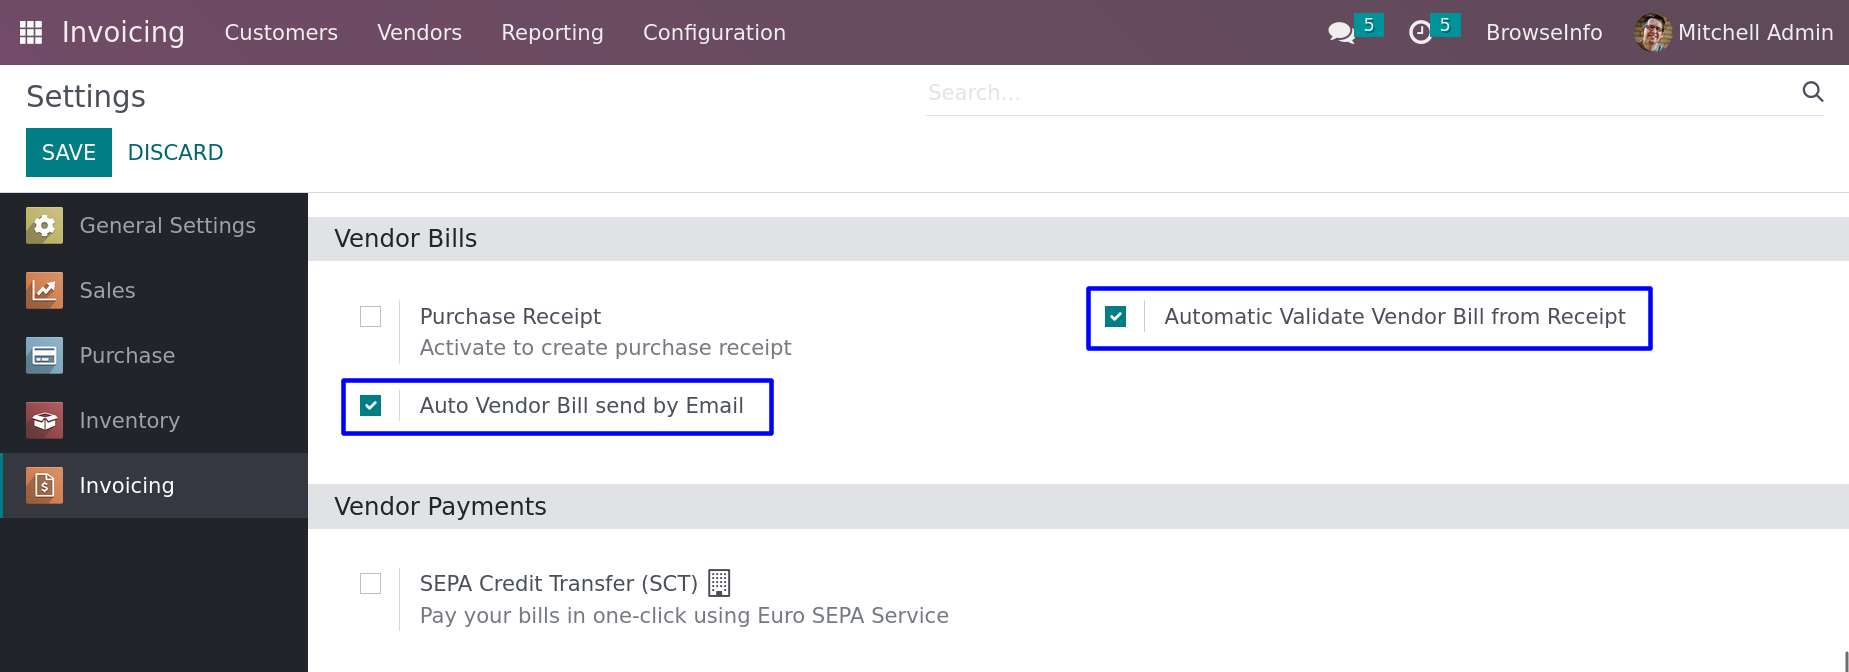 Invoicing Customers Vendors Reporting Configuration 5 5 BrowseInfo Mitchell Admin
Settings
Search...
SAVE DISCARD
General Settings
Sales
Purchase
Inventory
Invoicing
Vendor Bills
Purchase Receipt
Activate to create purchase receipt
Automatic Validate Vendor Bill from Receipt
Auto Vendor Bill send by Email
Vendor Payments
SEPA Credit Transfer (SCT)
Pay your bills in one-click using Euro SEPA Service